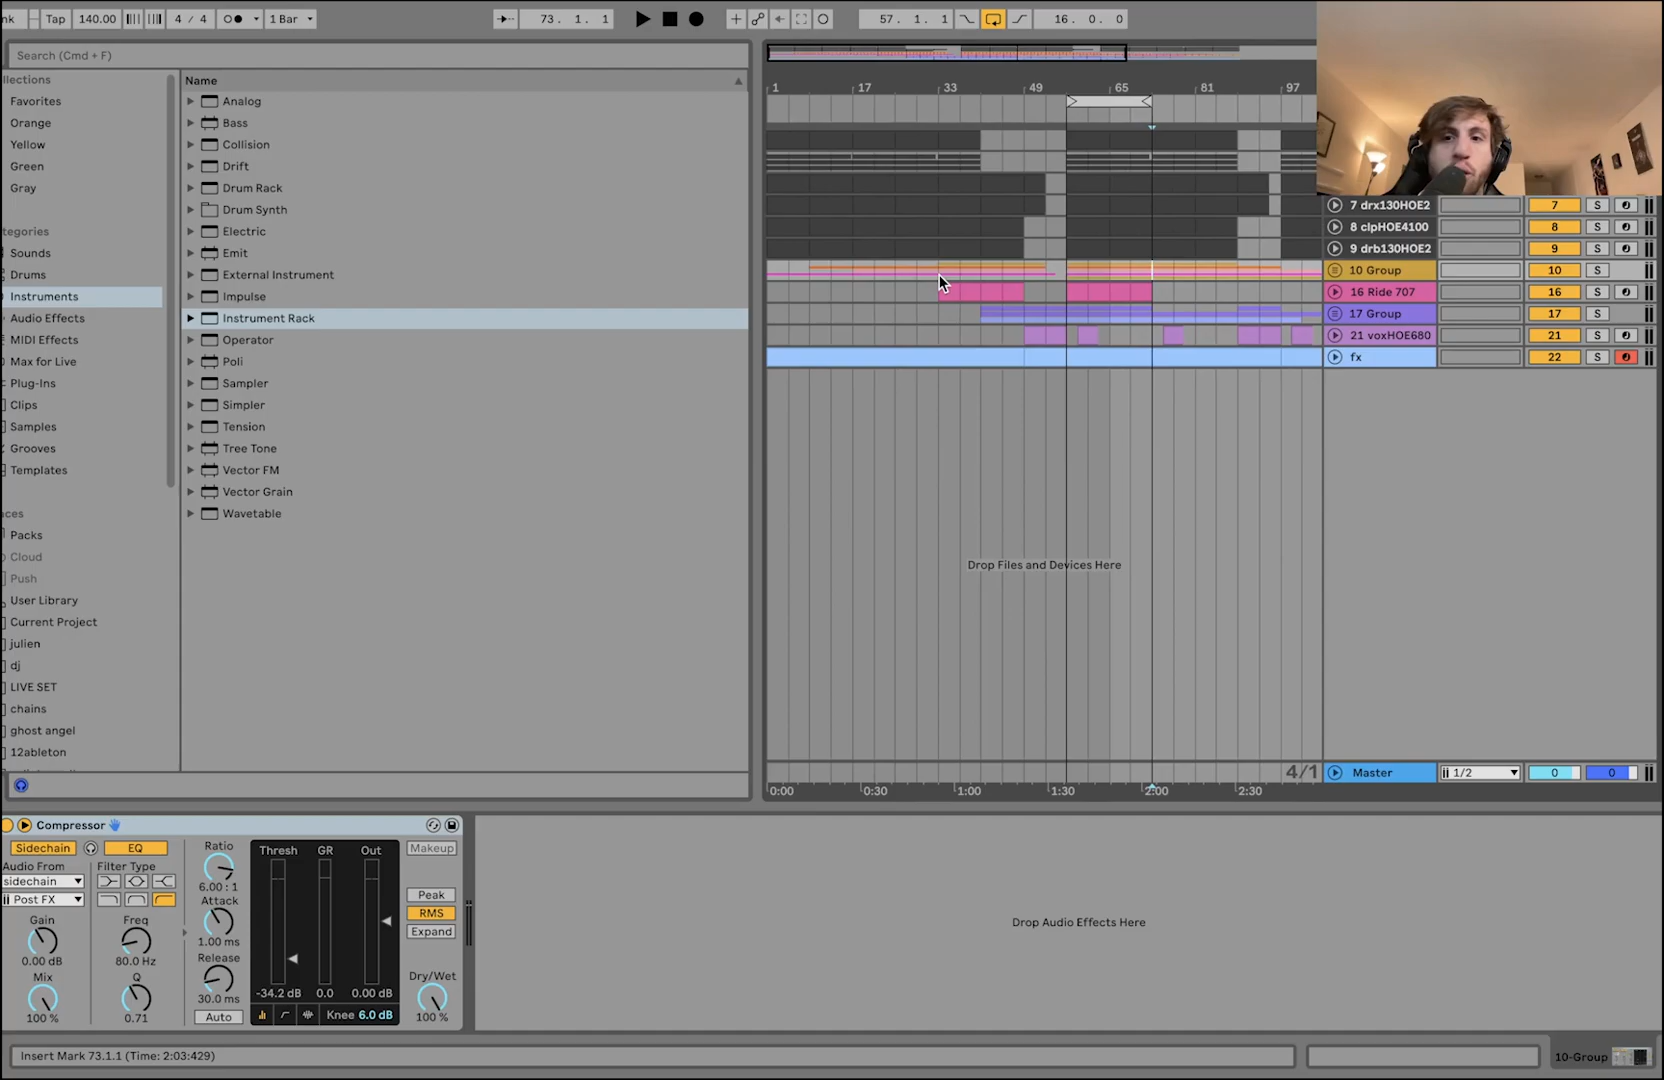 nk Tap 140.00 4 / 4 1 Bar 73. 1. 1 57. 1. 1 16. 0. 0
Search (Cmd + F)
llections
Favorites
Orange
Yellow
Green
Gray
ategories
Sounds
Drums
Instruments
Audio Effects
MIDI Effects
Max for Live
Plug-Ins
Clips
Samples
Grooves
Templates
aces
Packs
Cloud
Push
User Library
Current Project
julien
dj
LIVE SET
chains
ghost angel
12ableton
Name
Analog
Bass
Collision
Drift
Drum Rack
Drum Synth
Electric
Emit
External Instrument
Impulse
Instrument Rack
Operator
Poli
Sampler
Simpler
Tension
Tree Tone
Vector FM
Vector Grain
Wavetable
1 17 33 49 65 81 97
7 drx130HOE2 7 S
8 clpHOE4100 8 S
9 drb130HOE2 9 S
10 Group 10 S
16 Ride 707 16 S
17 Group 17 S
21 voxHOE680 21 S
fx 22 S
Drop Files and Devices Here
4/1 Master 1/2 0 0
0:00 0:30 1:00 1:30 2:00 2:30
Compressor
Sidechain EQ
Audio From Filter Type
sidechain
Post FX
Gain Freq
0.00 dB 80.0 Hz
Mix Q
100 % 0.71
Ratio
6.00 : 1
Attack
1.00 ms
Release
30.0 ms
Auto
Thresh GR Out
-34.2 dB 0.0 0.00 dB
Knee 6.0 dB
Makeup
Peak
RMS
Expand
Dry/Wet
100 %
Drop Audio Effects Here
Insert Mark 73.1.1 (Time: 2:03:429)
10-Group